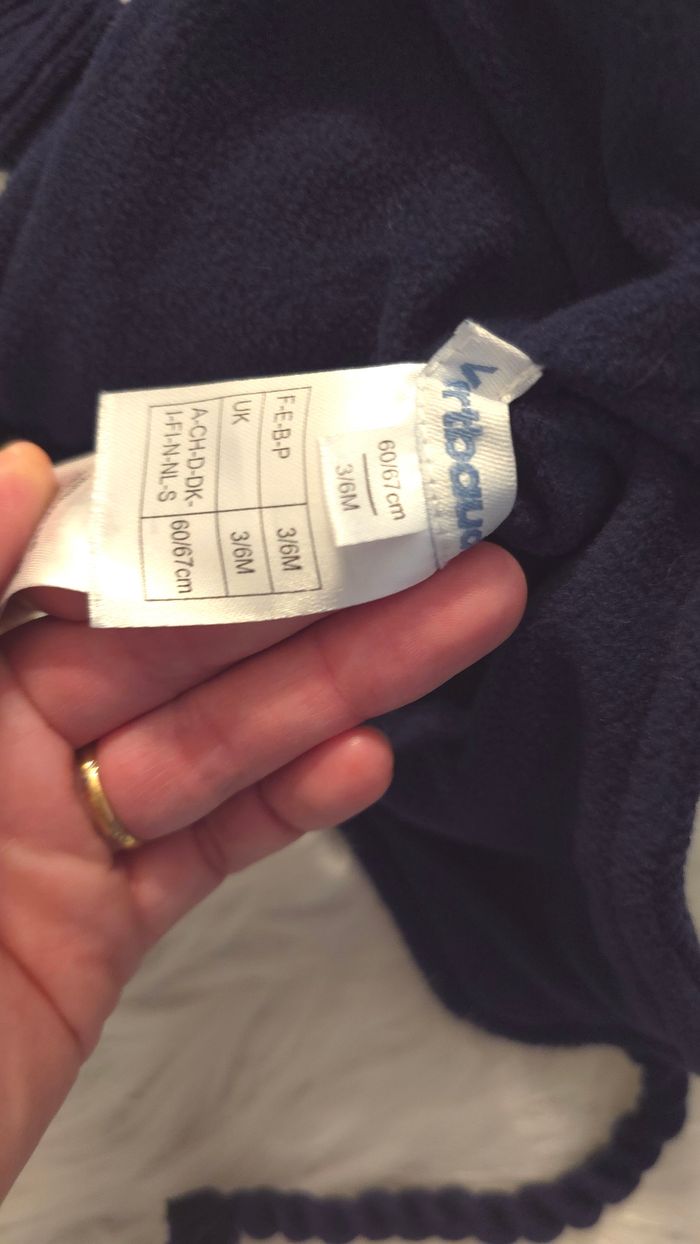 60/67cm
3/6M
F-E-B-P 3/6M
UK 3/6M
A-CH-D-DK-
I-FI-N-NL-S 60/67cm